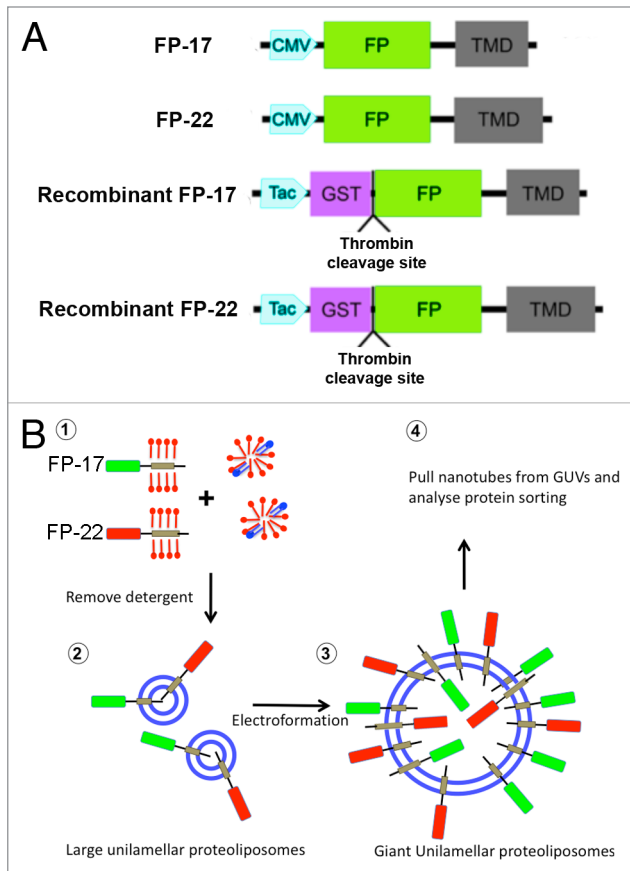 A
FP-17
CMV
FP
TMD
FP-22
CMV
FP
TMD
Recombinant FP-17
Tac
GST
FP
TMD
Thrombin
cleavage site
Recombinant FP-22
Tac
GST
FP
TMD
Thrombin
cleavage site
B
1
FP-17
+
FP-22
Remove detergent
2
Large unilamellar proteoliposomes
Electroformation
3
Giant Unilamellar proteoliposomes
4
Pull nanotubes from GUVs and
analyse protein sorting